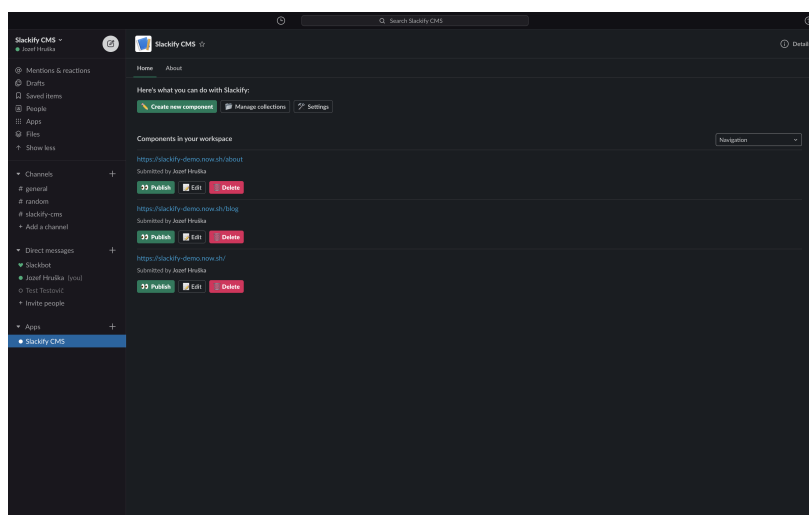 Search Slackify CMS
Slackify CMS
Jozef Hruška
Mentions & reactions
Drafts
Saved items
People
Apps
Files
Show less
Channels
# general
# random
# slackify-cms
+ Add a channel
Direct messages
Slackbot
Jozef Hruška (you)
Test Testovič
+ Invite people
Apps
Slackify CMS
Slackify CMS
Detail
Home About
Here's what you can do with Slackify:
Create new component Manage collections Settings
Components in your workspace
Navigation
https://slackify-demo.now.sh/about
Submitted by Jozef Hruška
Publish Edit Delete
https://slackify-demo.now.sh/blog
Submitted by Jozef Hruška
Publish Edit Delete
https://slackify-demo.now.sh/
Submitted by Jozef Hruška
Publish Edit Delete